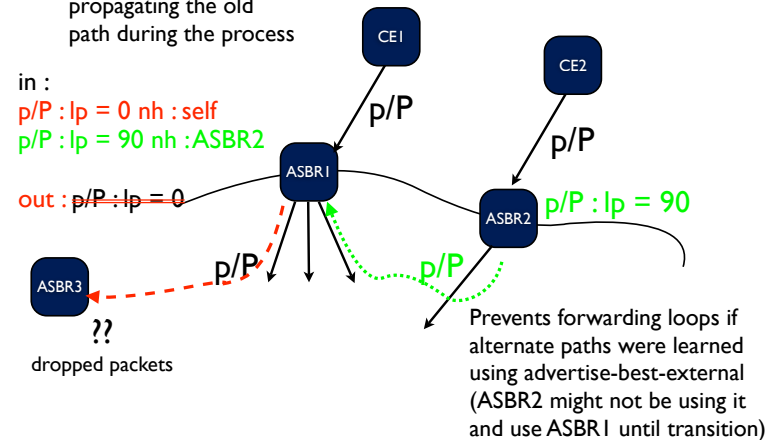 propagating the old
path during the process
CE1
CE2
in :
p/P : lp = 0 nh : self
p/P : lp = 90 nh : ASBR2
p/P
p/P
ASBR1
out : p/P : lp = 0
ASBR2
p/P : lp = 90
p/P
p/P
ASBR3
??
dropped packets
Prevents forwarding loops if
alternate paths were learned
using advertise-best-external
(ASBR2 might not be using it
and use ASBR1 until transition)